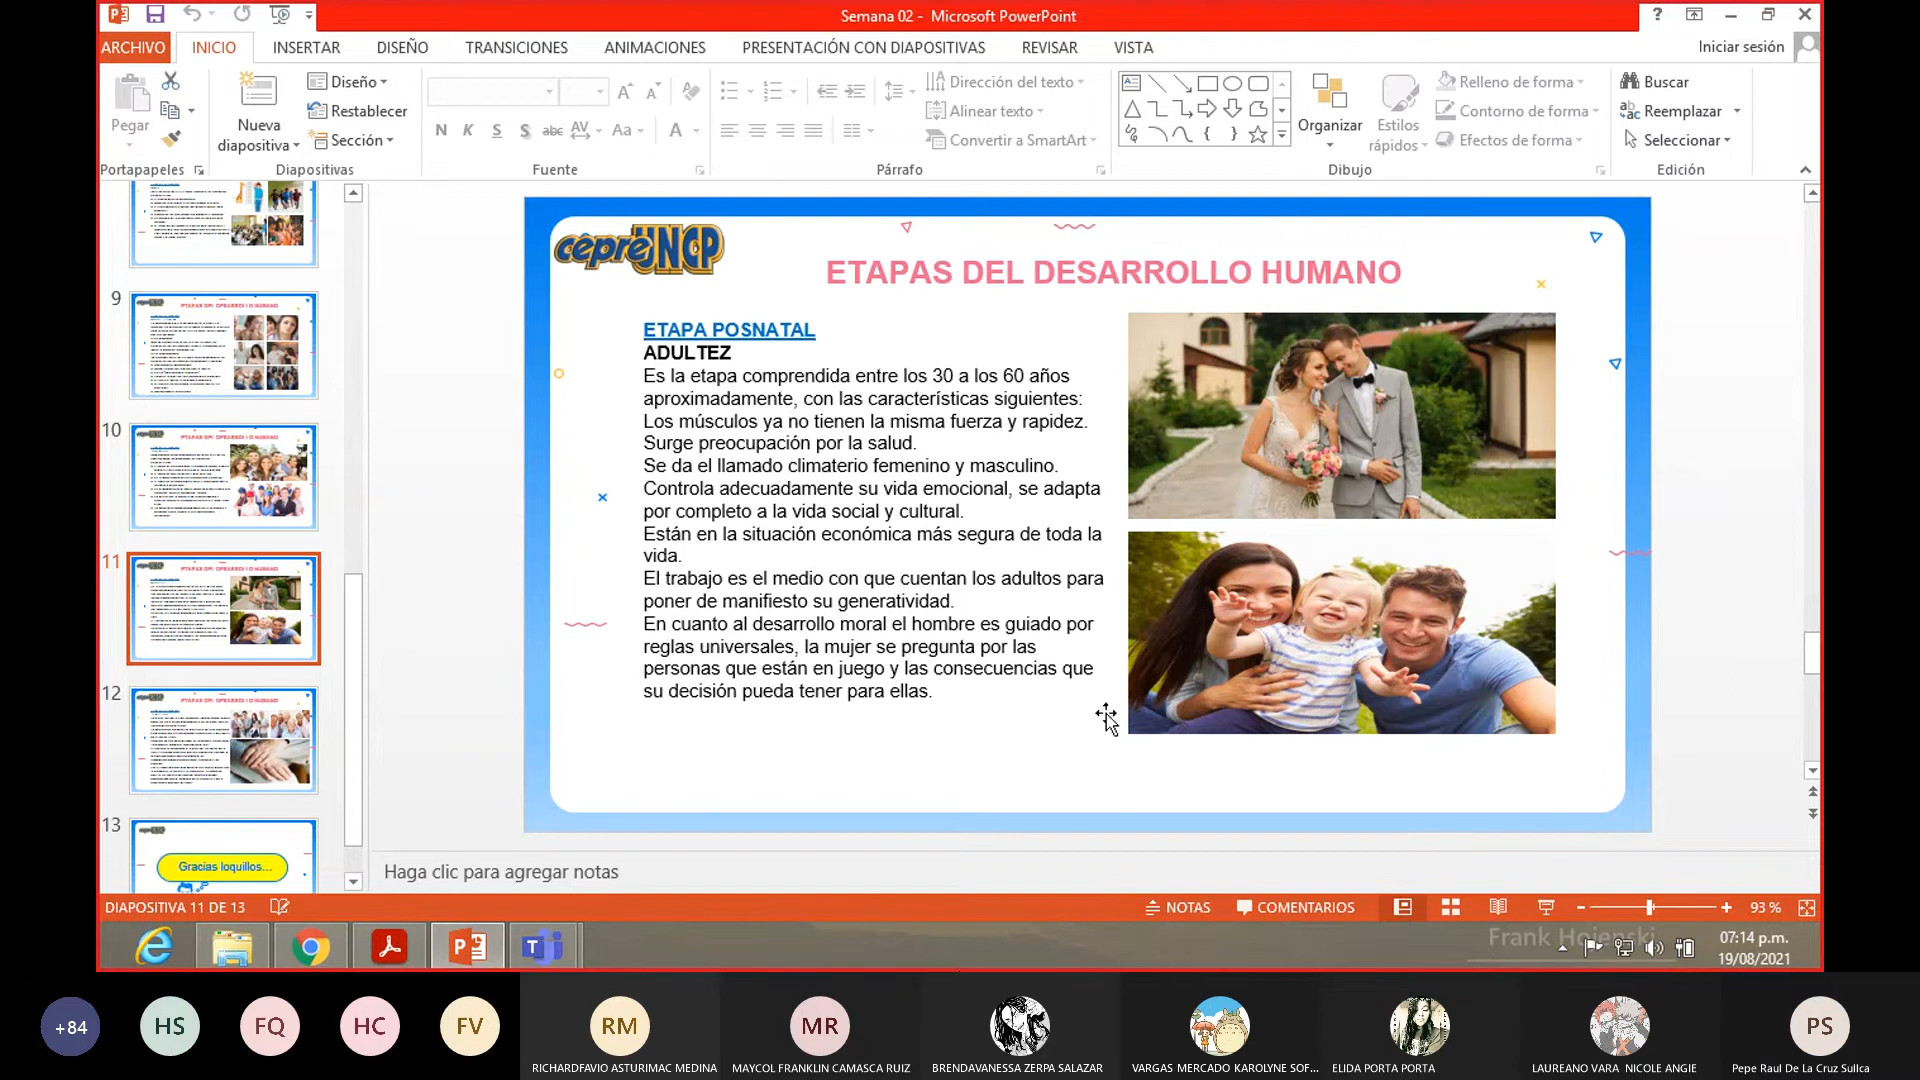 Semana 02 - Microsoft PowerPoint
ARCHIVO INICIO INSERTAR DISEÑO TRANSICIONES ANIMACIONES PRESENTACIÓN CON DIAPOSITIVAS REVISAR VISTA Iniciar sesión
Pegar
Portapapeles
Nueva diapositiva
Diseño
Restablecer
Sección
Diapositivas
N K S S abc AV Aa A
Fuente
Dirección del texto
Alinear texto
Convertir a SmartArt
Párrafo
Organizar
Estilos rápidos
Relleno de forma
Contorno de forma
Efectos de forma
Dibujo
Buscar
Reemplazar
Seleccionar
Edición
9
10
11
12
13
Gracias loquillos...
cepreUNCP
ETAPAS DEL DESARROLLO HUMANO
ETAPA POSNATAL
ADULTEZ
Es la etapa comprendida entre los 30 a los 60 años
aproximadamente, con las características siguientes:
Los músculos ya no tienen la misma fuerza y rapidez.
Surge preocupación por la salud.
Se da el llamado climaterio femenino y masculino.
Controla adecuadamente su vida emocional, se adapta
por completo a la vida social y cultural.
Están en la situación económica más segura de toda la
vida.
El trabajo es el medio con que cuentan los adultos para
poner de manifiesto su generatividad.
En cuanto al desarrollo moral el hombre es guiado por
reglas universales, la mujer se pregunta por las
personas que están en juego y las consecuencias que
su decisión pueda tener para ellas.
Haga clic para agregar notas
DIAPOSITIVA 11 DE 13 NOTAS COMENTARIOS 93 %
Frank Hojenski
07:14 p.m.
19/08/2021
+84 HS FQ HC FV RM MR PS
RICHARDFAVIO ASTURIMAC MEDINA MAYCOL FRANKLIN CAMASCA RUIZ BRENDAVANESSA ZERPA SALAZAR VARGAS MERCADO KAROLYNE SOF... ELIDA PORTA PORTA LAUREANO VARA NICOLE ANGIE Pepe Raul De La Cruz Sullca